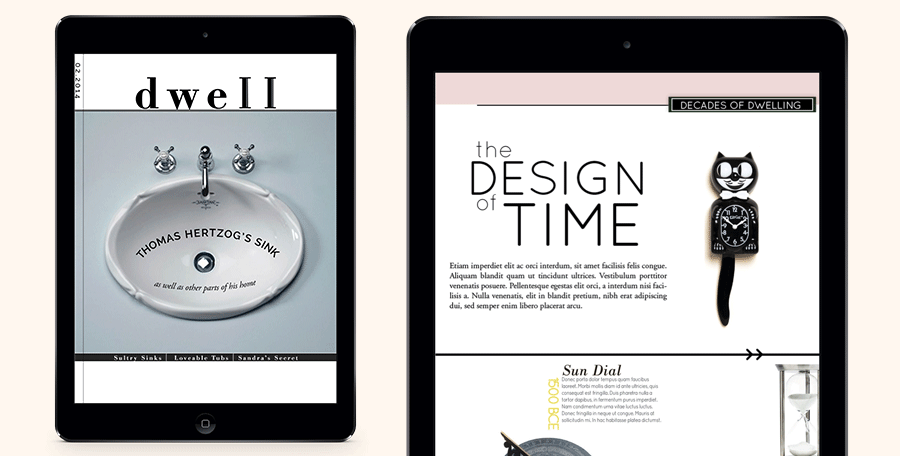 02.2014
dwell
THOMAS HERTZOG'S SINK
as well as other parts of his home
Sultry Sinks | Loveable Tubs | Sandra's Secret
DECADES OF DWELLING
the
DESIGN
of
TIME
Etiam imperdiet elit ac orci interdum, sit amet facilisis felis congue.
Aliquam blandit quam ut tincidunt ultrices. Vestibulum porttitor
venenatis posuere. Pellentesque egestas elit orci, a interdum nisi faci-
lisis a. Nulla venenatis, elit in blandit pretium, nibh erat adipiscing
dui, sed semper enim libero placerat arcu.
Sun Dial
1500 BCE
Donec porta dolor tempus quam faucibus
laoreet. Morbi mollis diam id ante ultricies, quis
consequat est fringilla. Duis pharetra nulla a
tortor dapibus, in fermentum purus imperdiet.
Nam condimentum urna vitae luctus luctus.
Donec fringilla in neque ut congue. Mauris at
sollicitudin mi. In hac habitasse platea dictumst.